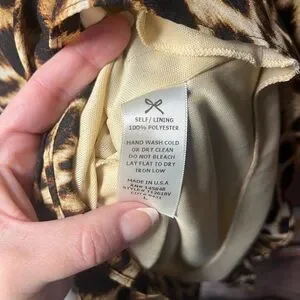 SELF/ LINING
100% POLYESTER
HAND WASH COLD
OR DRY CLEAN
DO NOT BLEACH
LAY FLAT TO DRY
IRON LOW
MADE IN U.S.A.
L